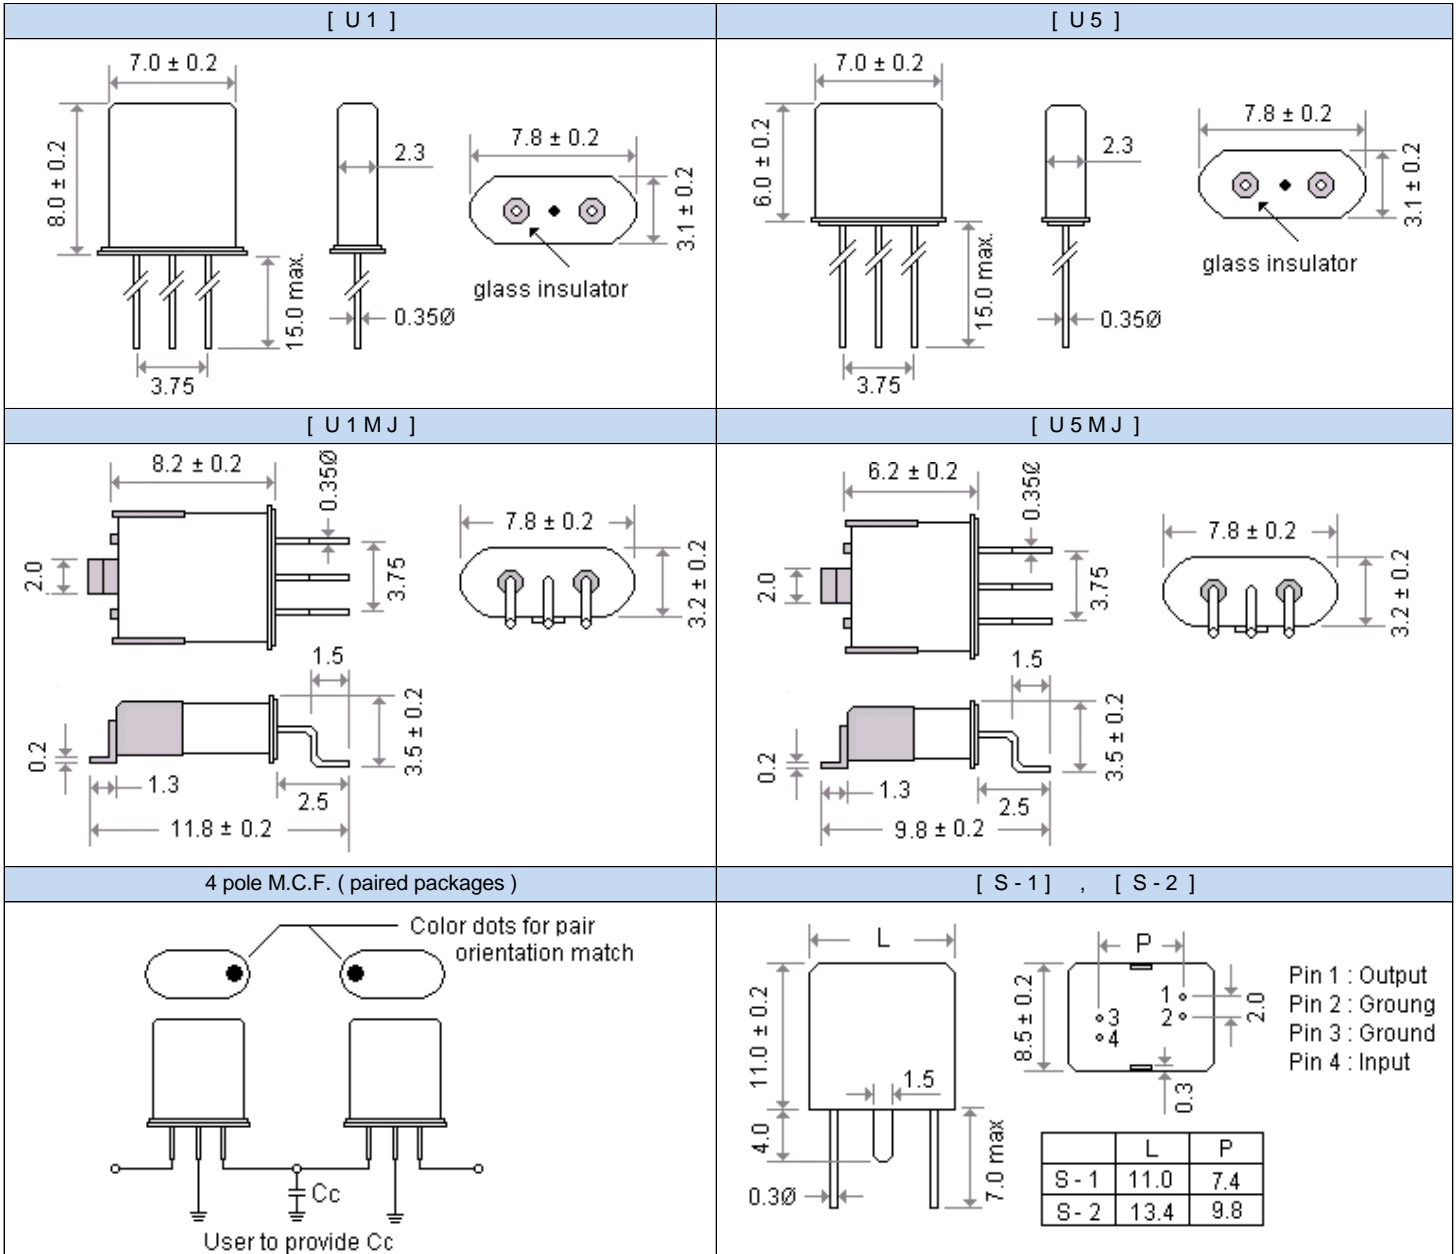 [ U 1 ]
7.0 ± 0.2
8.0 ± 0.2
2.3
7.8 ± 0.2
3.1 ± 0.2
glass insulator
15.0 max.
0.35Ø
3.75
[ U 5 ]
7.0 ± 0.2
6.0 ± 0.2
2.3
7.8 ± 0.2
3.1 ± 0.2
glass insulator
15.0 max.
0.35Ø
3.75
[ U 1 M J ]
8.2 ± 0.2
0.35Ø
2.0
3.75
7.8 ± 0.2
3.2 ± 0.2
1.5
0.2
3.5 ± 0.2
1.3
2.5
11.8 ± 0.2
[ U 5 M J ]
6.2 ± 0.2
0.35Ø
2.0
3.75
7.8 ± 0.2
3.2 ± 0.2
1.5
0.2
3.5 ± 0.2
1.3
2.5
9.8 ± 0.2
4 pole M.C.F. ( paired packages )
Color dots for pair
orientation match
Cc
User to provide Cc
[ S - 1 ] , [ S - 2 ]
L
11.0 ± 0.2
1.5
4.0
7.0 max
0.3Ø
P
8.5 ± 0.2
1
2
3
4
2.0
0.3
Pin 1 : Output
Pin 2 : Groung
Pin 3 : Ground
Pin 4 : Input
L P
S - 1 11.0 7.4
S - 2 13.4 9.8